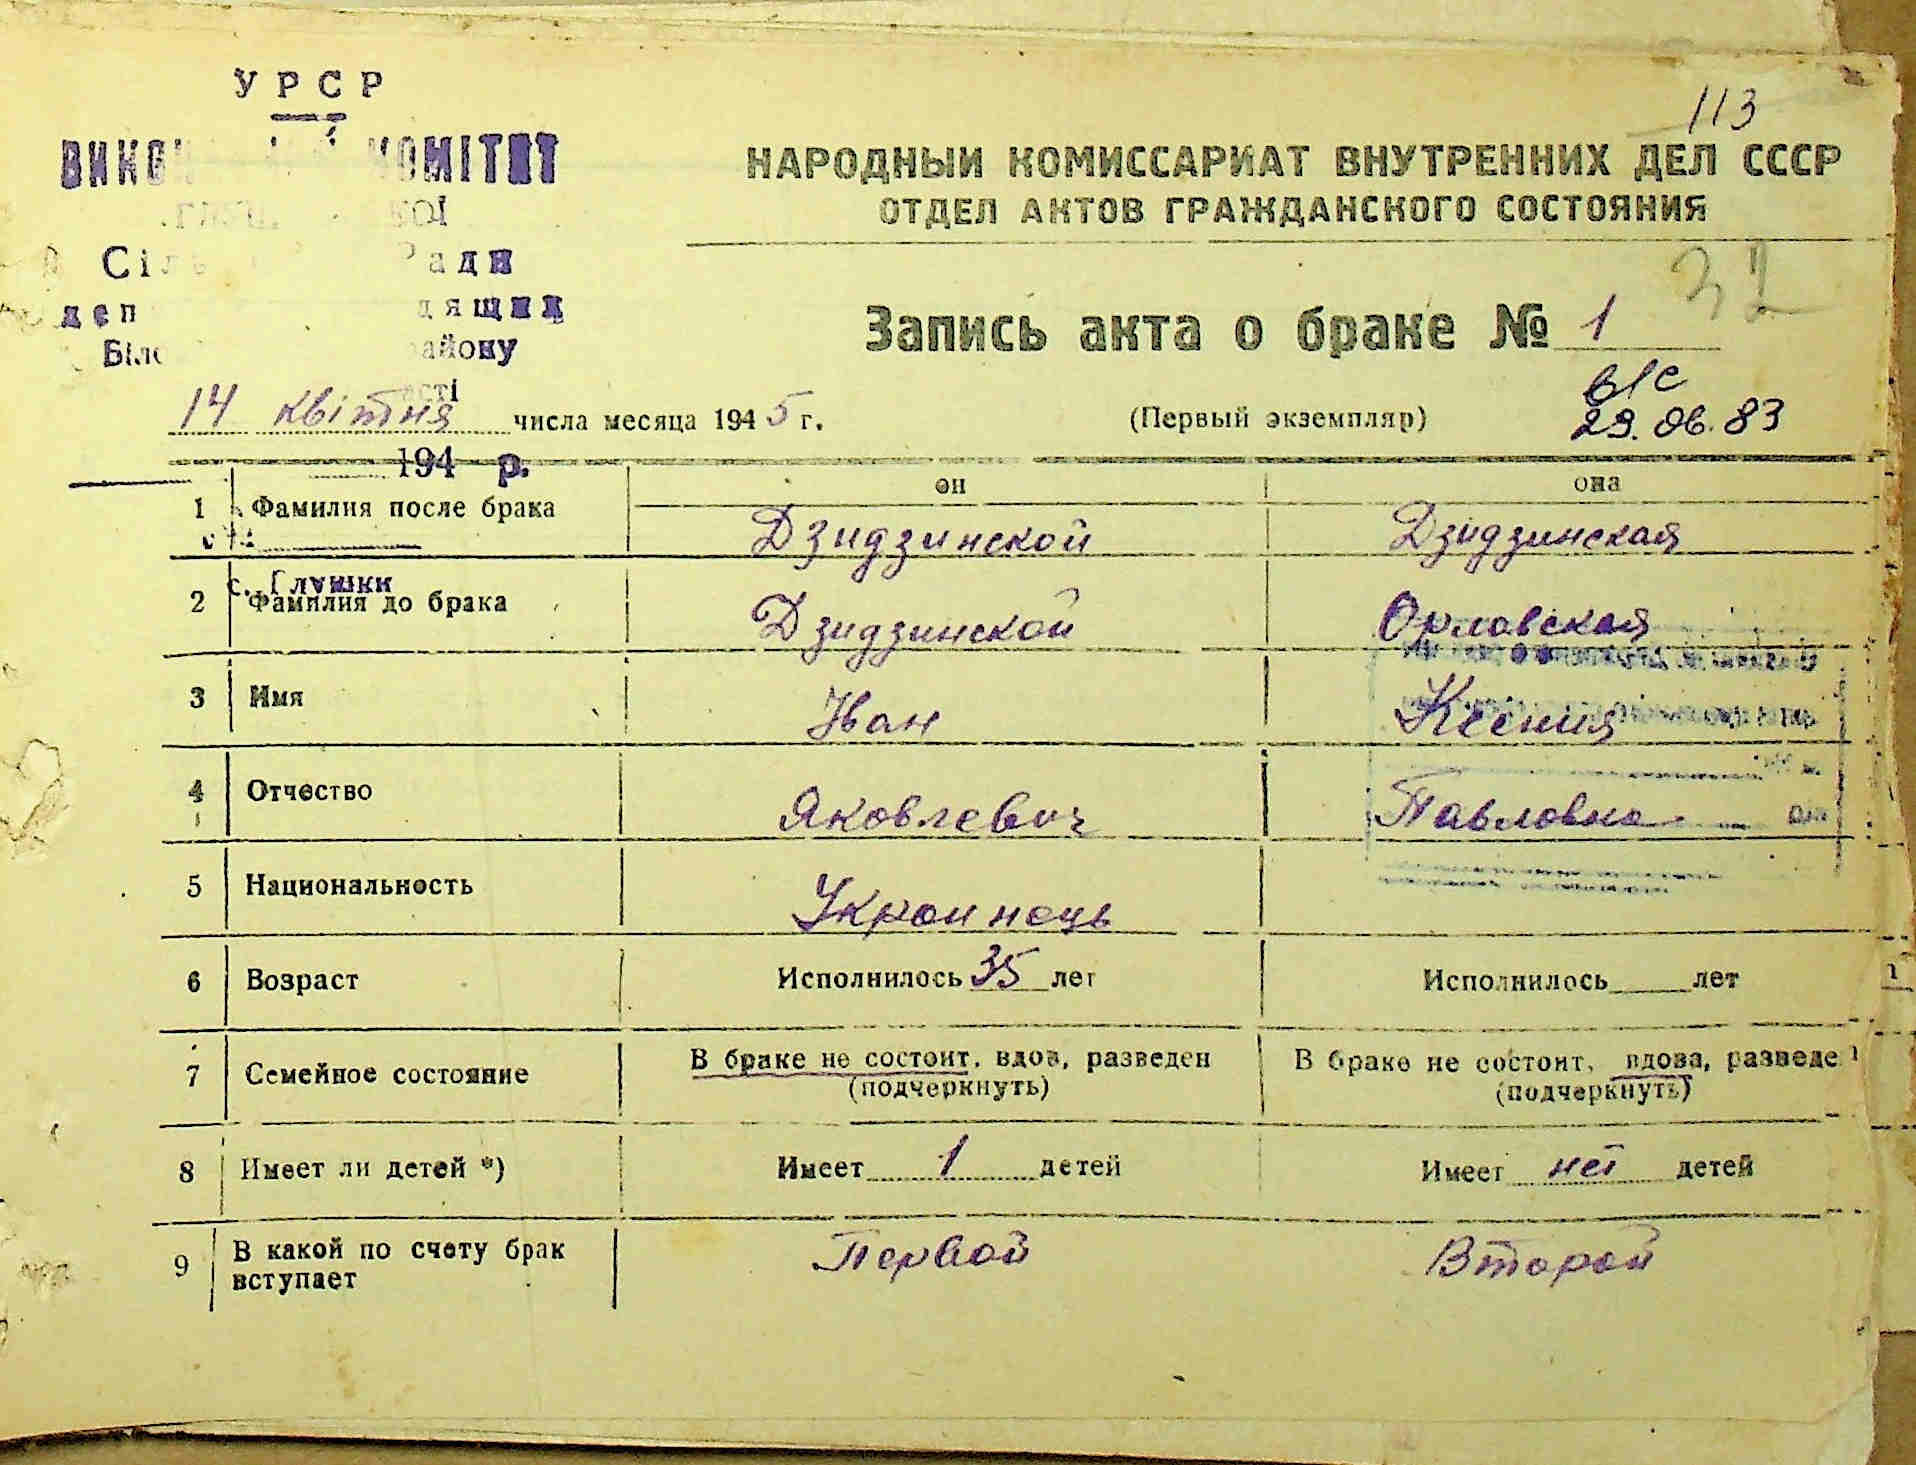 113
УРСР
КОМІТЕТ
НАРОДНЫЙ КОМИССАРИАТ ВНУТРЕННИХ ДЕЛ СССР
ОТДЕЛ АКТОВ ГРАЖДАНСКОГО СОСТОЯНИЯ
32
Запись акта о браке № 1
14 квітня числа месяца 1945 г.
(Первый экземпляр)
в/с
29.06.83
194 р.
он
она
1 Фамилия после брака Дзидзинской Дзидзинская
с. Глушки
2 Фамилия до брака Дзидзинской Орловская
3 Имя Иван Ксения
4 Отчество Яковлевич Павловна
5 Национальность Украинець
6 Возраст Исполнилось 35 лет Исполнилось лет
7 Семейное состояние В браке не состоит, вдов, разведен В браке не состоит, вдова, разведе
(подчеркнуть) (подчеркнуть)
8 Имеет ли детей *) Имеет 1 детей Имеет неї детей
9 В какой по счету брак Первой Второй
вступает